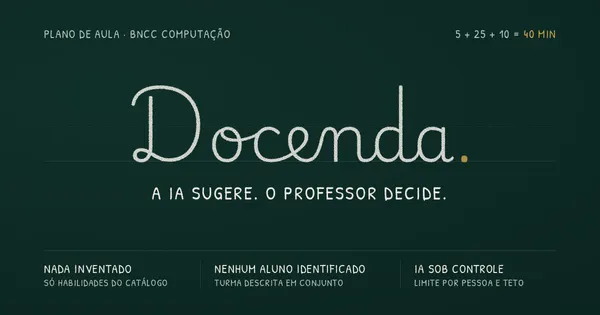 PLANO DE AULA · BNCC COMPUTAÇÃO
5 + 25 + 10 = 40 MIN
Docenda.
A IA SUGERE. O PROFESSOR DECIDE.
NADA INVENTADO
SÓ HABILIDADES DO CATÁLOGO
NENHUM ALUNO IDENTIFICADO
TURMA DESCRITA EM CONJUNTO
IA SOB CONTROLE
LIMITE POR PESSOA E TETO